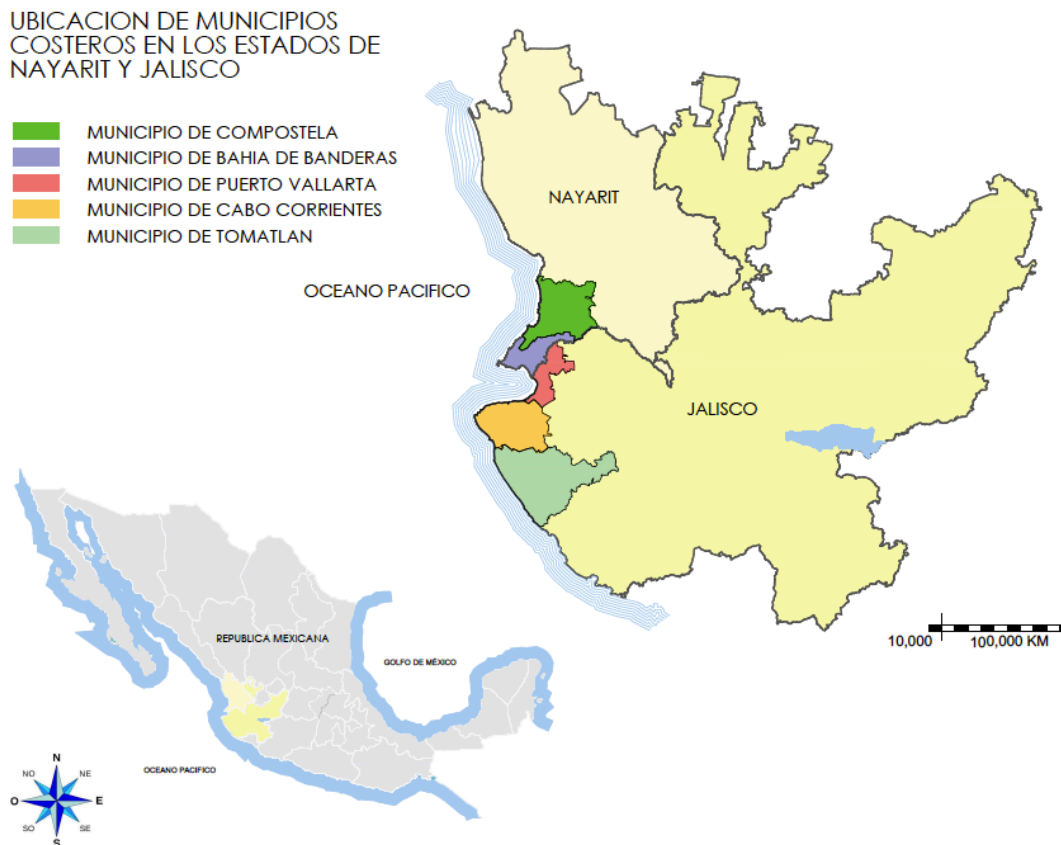 UBICACION DE MUNICIPIOS
COSTEROS EN LOS ESTADOS DE
NAYARIT Y JALISCO
MUNICIPIO DE COMPOSTELA
MUNICIPIO DE BAHIA DE BANDERAS
MUNICIPIO DE PUERTO VALLARTA
MUNICIPIO DE CABO CORRIENTES
MUNICIPIO DE TOMATLAN
NAYARIT
OCEANO PACIFICO
JALISCO
10,000 100,000 KM
REPUBLICA MEXICANA
GOLFO DE MÉXICO
OCEANO PACIFICO
N
NO NE
O E
SO SE
S